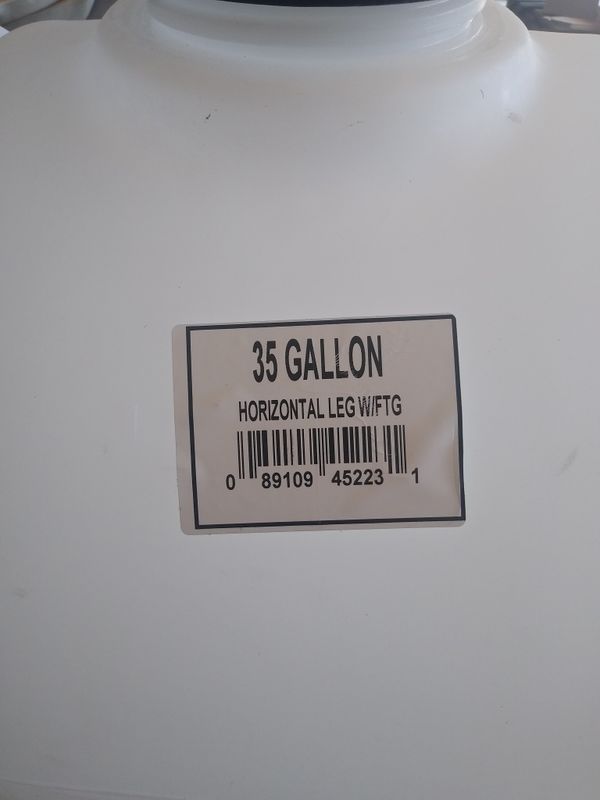 35 GALLON
HORIZONTAL LEG W/FTG
0 89109 45223 1